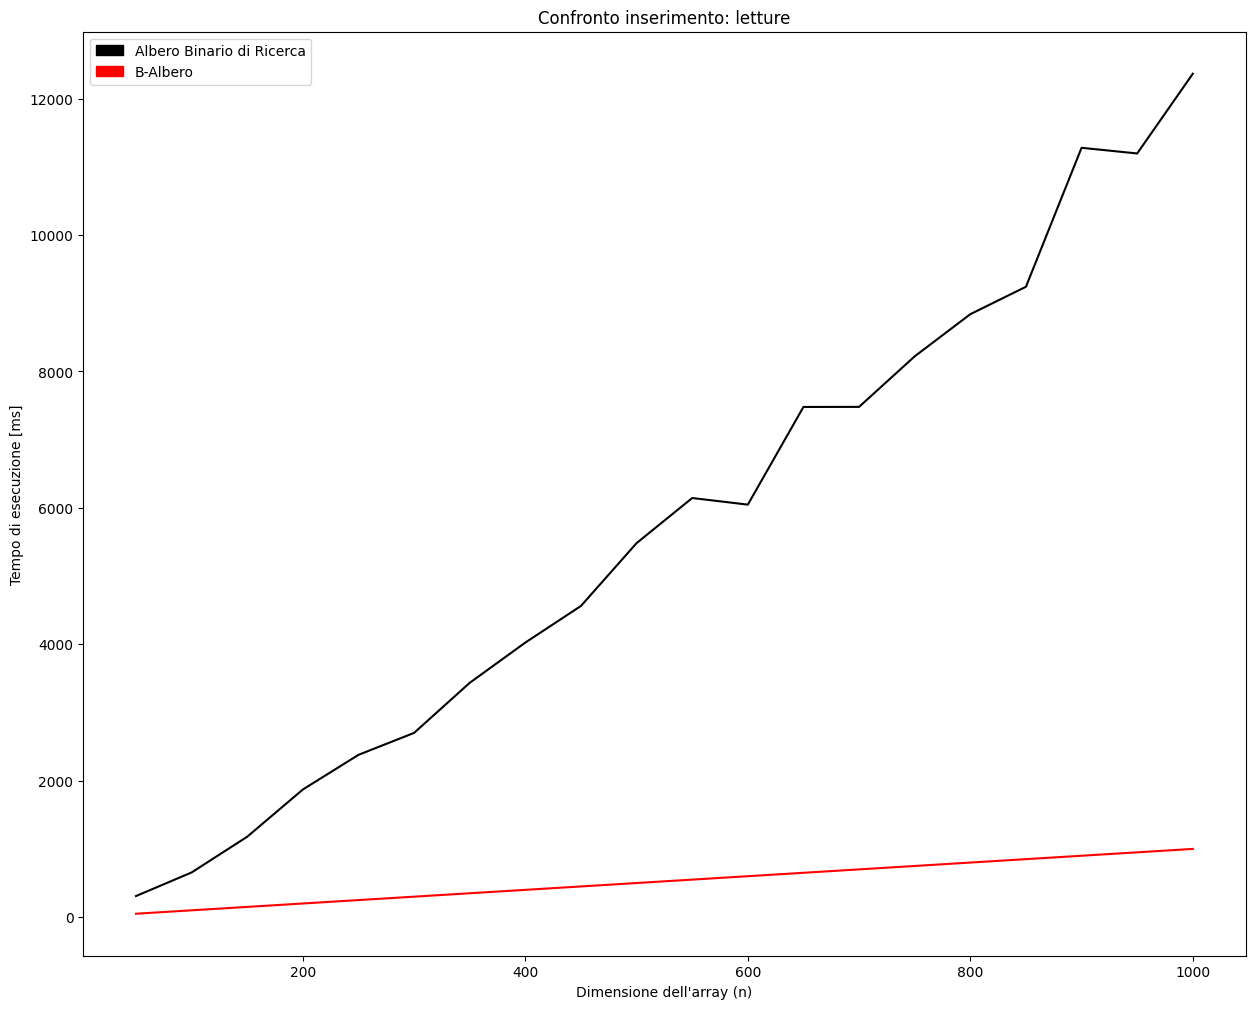 Confronto inserimento: letture
Albero Binario di Ricerca
B-Albero
12000
10000
8000
6000
4000
2000
0
Tempo di esecuzione [ms]
200
400
600
800
1000
Dimensione dell'array (n)